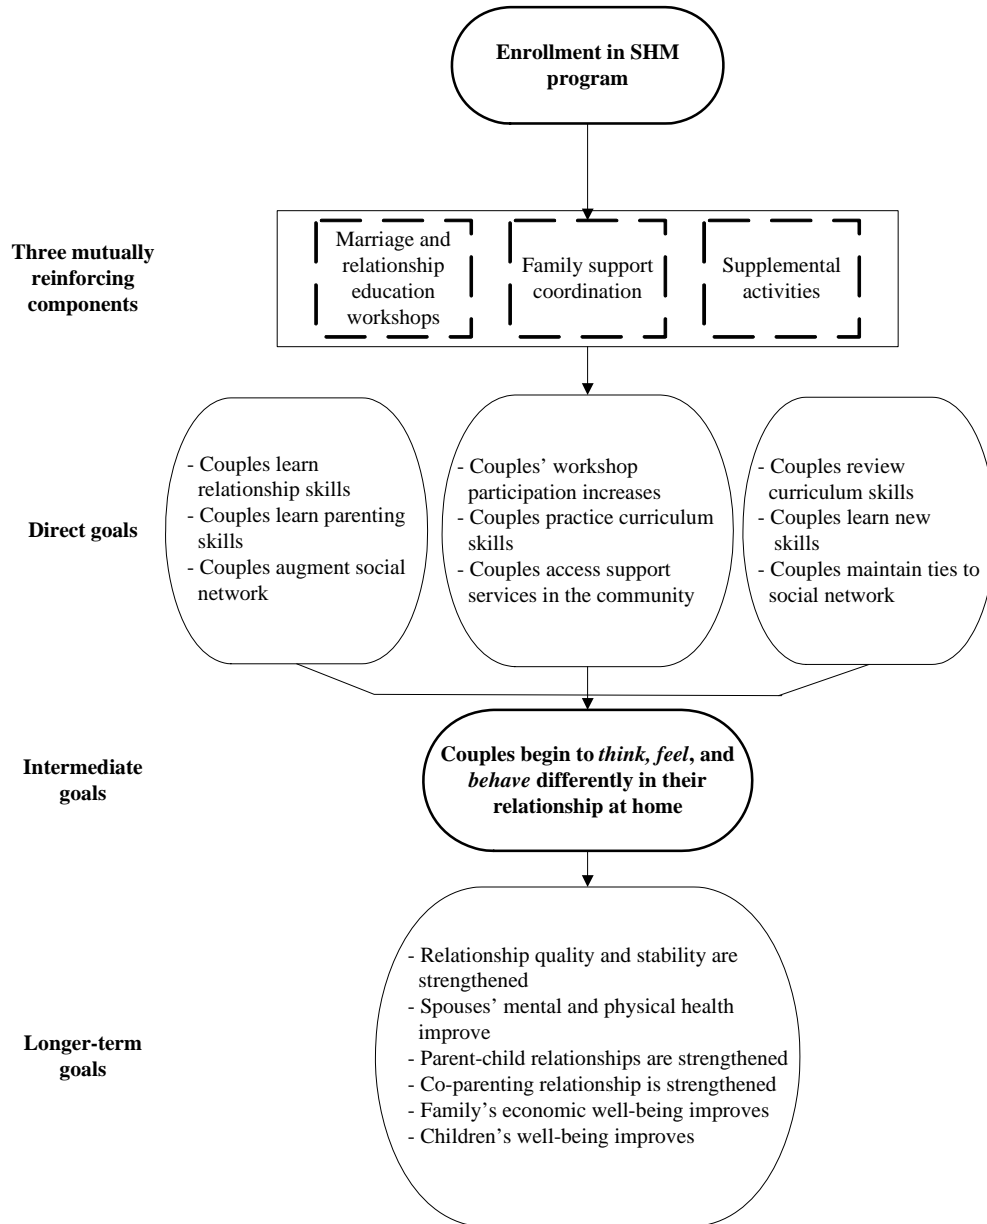 Enrollment in SHM
program
Three mutually
reinforcing
components
Marriage and
relationship
education
workshops
Family support
coordination
Supplemental
activities
Direct goals
- Couples learn
relationship skills
- Couples learn parenting
skills
- Couples augment social
network
- Couples’ workshop
participation increases
- Couples practice curriculum
skills
- Couples access support
services in the community
- Couples review
curriculum skills
- Couples learn new
skills
- Couples maintain ties to
social network
Intermediate
goals
Couples begin to think, feel, and
behave differently in their
relationship at home
Longer-term
goals
- Relationship quality and stability are
strengthened
- Spouses’ mental and physical health
improve
- Parent-child relationships are strengthened
- Co-parenting relationship is strengthened
- Family’s economic well-being improves
- Children’s well-being improves